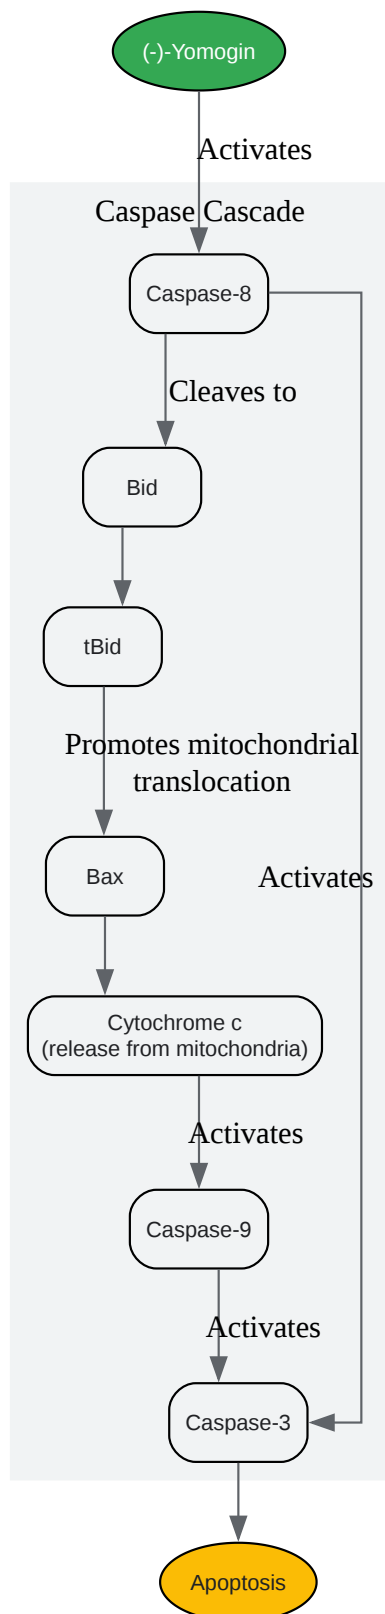 (-)-Yomogin
Activates
Caspase Cascade
Caspase-8
Cleaves to
Bid
tBid
Promotes mitochondrial
translocation
Bax
Activates
Cytochrome c
(release from mitochondria)
Activates
Caspase-9
Activates
Caspase-3
Apoptosis